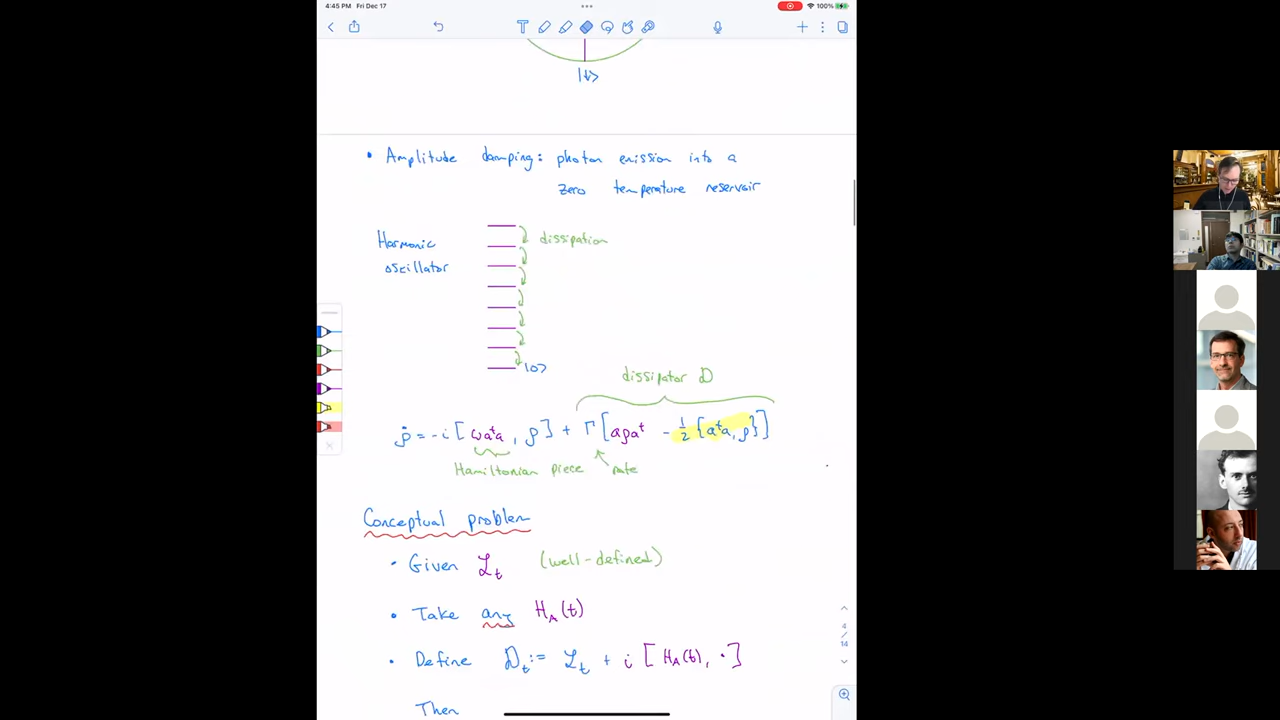 4:45 PM Fri Dec 17
100%
T
|↓>
• Amplitude damping: photon emission into a
zero temperature reservoir
Harmonic
oscillator
dissipation
|0>
dissipator D
ρ̇ = -i [ωa†a, ρ] + Γ[aρa† - 1/2 {a†a, ρ}]
Hamiltonian piece
rate
Conceptual problem
• Given ℒt (well-defined)
• Take any HA(t)
• Define Dt := ℒt + i [HA(t), ·]
Then
4
/
14